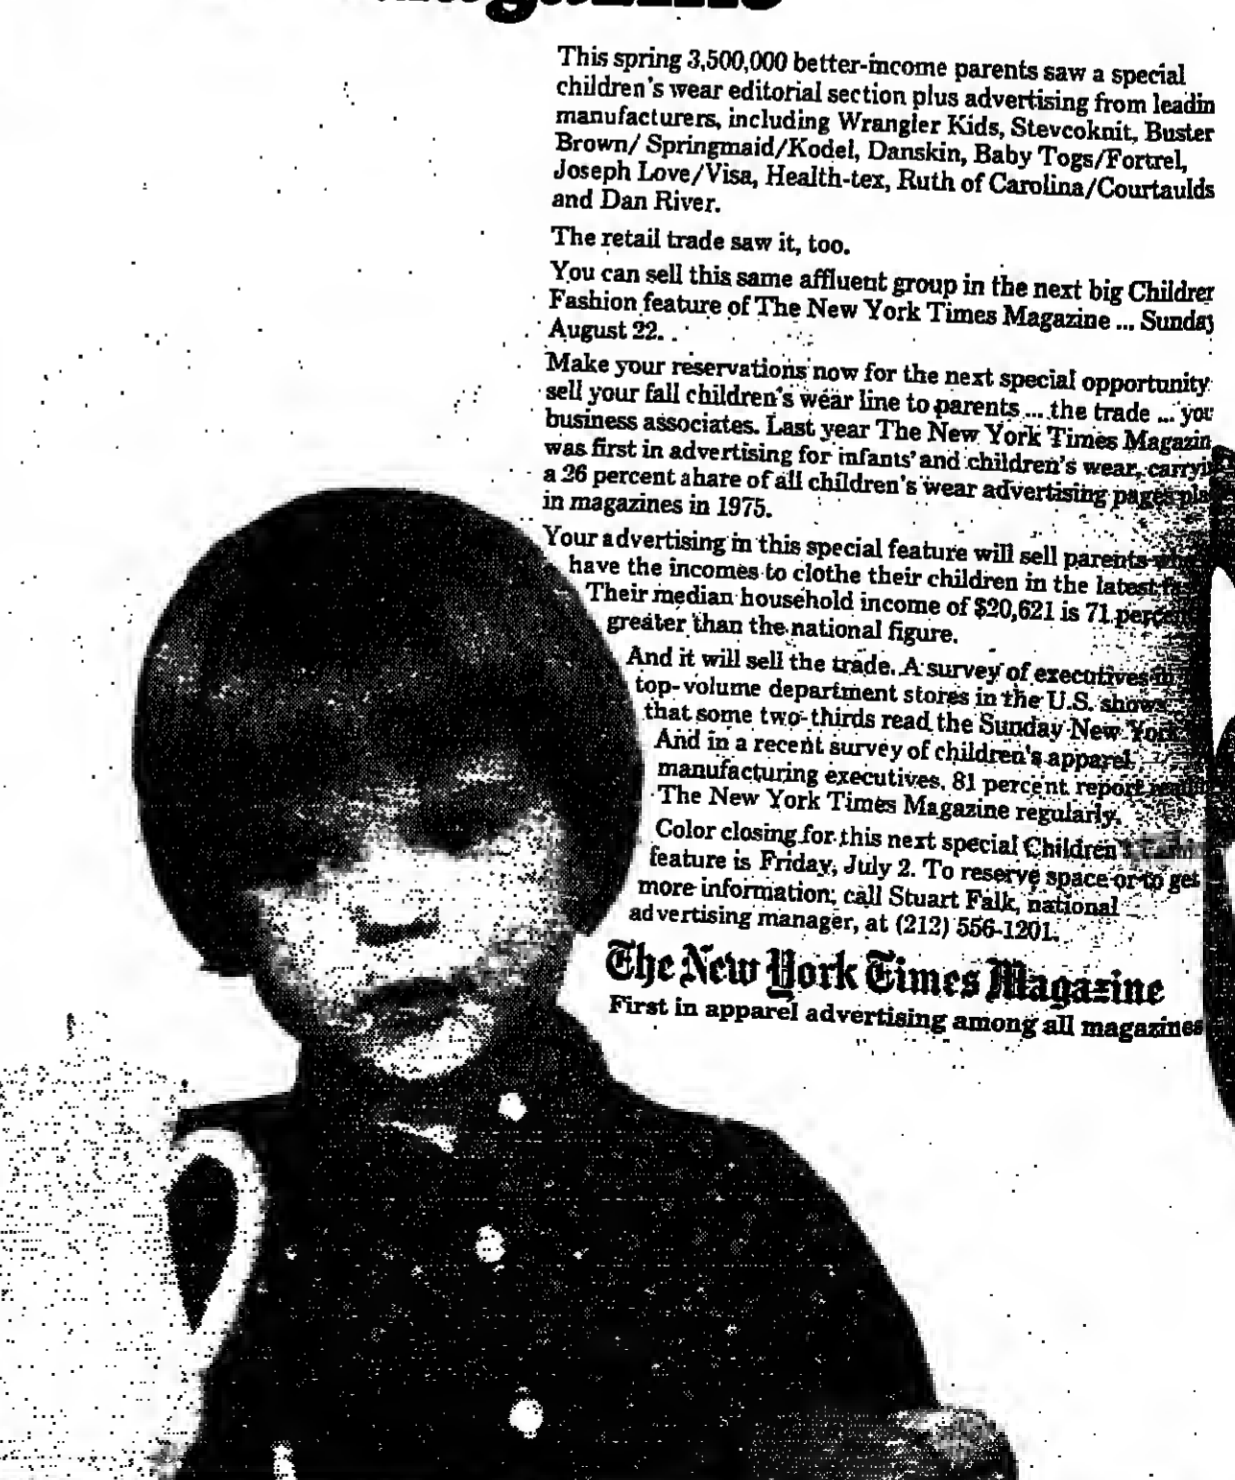 This spring 3,500,000 better-income parents saw a special
children's wear editorial section plus advertising from leadin
manufacturers, including Wrangler Kids, Stevcoknit, Buster
Brown/ Springmaid/Kodel, Danskin, Baby Togs/Fortrel,
Joseph Love/Visa, Health-tex, Ruth of Carolina/Courtaulds
and Dan River.
The retail trade saw it, too.
You can sell this same affluent group in the next big Childrer
Fashion feature of The New York Times Magazine ... Sunday
August 22.
Make your reservations now for the next special opportunity
sell your fall children's wear line to parents ... the trade ... you
business associates. Last year The New York Times Magazin
was first in advertising for infants' and children's wear, carryi
a 26 percent ahare of all children's wear advertising pages pla
in magazines in 1975.
Your advertising in this special feature will sell parents
have the incomes to clothe their children in the latest
Their median household income of $20,621 is 71 percen
greater than the national figure.
And it will sell the trade. A survey of executives in
top-volume department stores in the U.S. shows
that some two-thirds read the Sunday New York
And in a recent survey of children's apparel
manufacturing executives, 81 percent report
The New York Times Magazine regularly.
Color closing for this next special Children's
feature is Friday, July 2. To reserve space or to get
more information, call Stuart Falk, national
advertising manager, at (212) 556-1201.
The New York Times Magazine
First in apparel advertising among all magazines